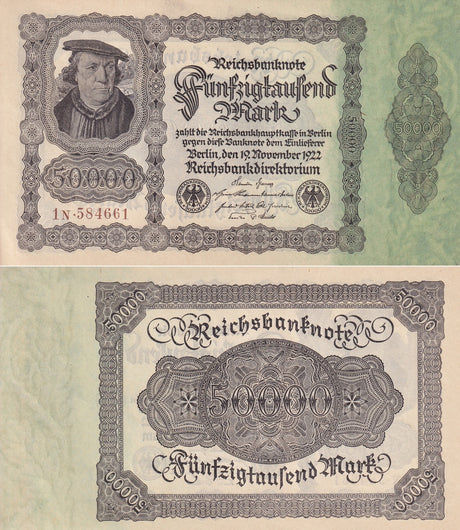 Reichsbanknote
Fünfzigtausend
Mark
zahlt die Reichsbankhauptkasse in Berlin
gegen diese Banknote dem Einlieferer
Berlin, den 19. November 1922
Reichsbankdirektorium
50000
1N·584661
50000
50000
50000
50000
Reichsbanknote
50000
Fünfzigtausend Mark
50000
50000